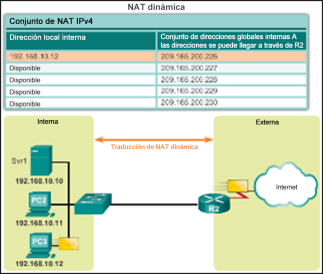 NAT dinámica
Conjunto de NAT IPv4
Dirección local interna
Conjunto de direcciones globales internas A
las direcciones se puede llegar a través de R2
192.168.10.12
209.165.200.226
Disponible
209.165.200.227
Disponible
209.165.200.228
Disponible
209.165.200.229
Disponible
209.165.200.230
Interna
Externa
Traducción de NAT dinámica
Svr1
192.168.10.10
PC2
192.168.10.11
PC3
192.168.10.12
R2
Internet